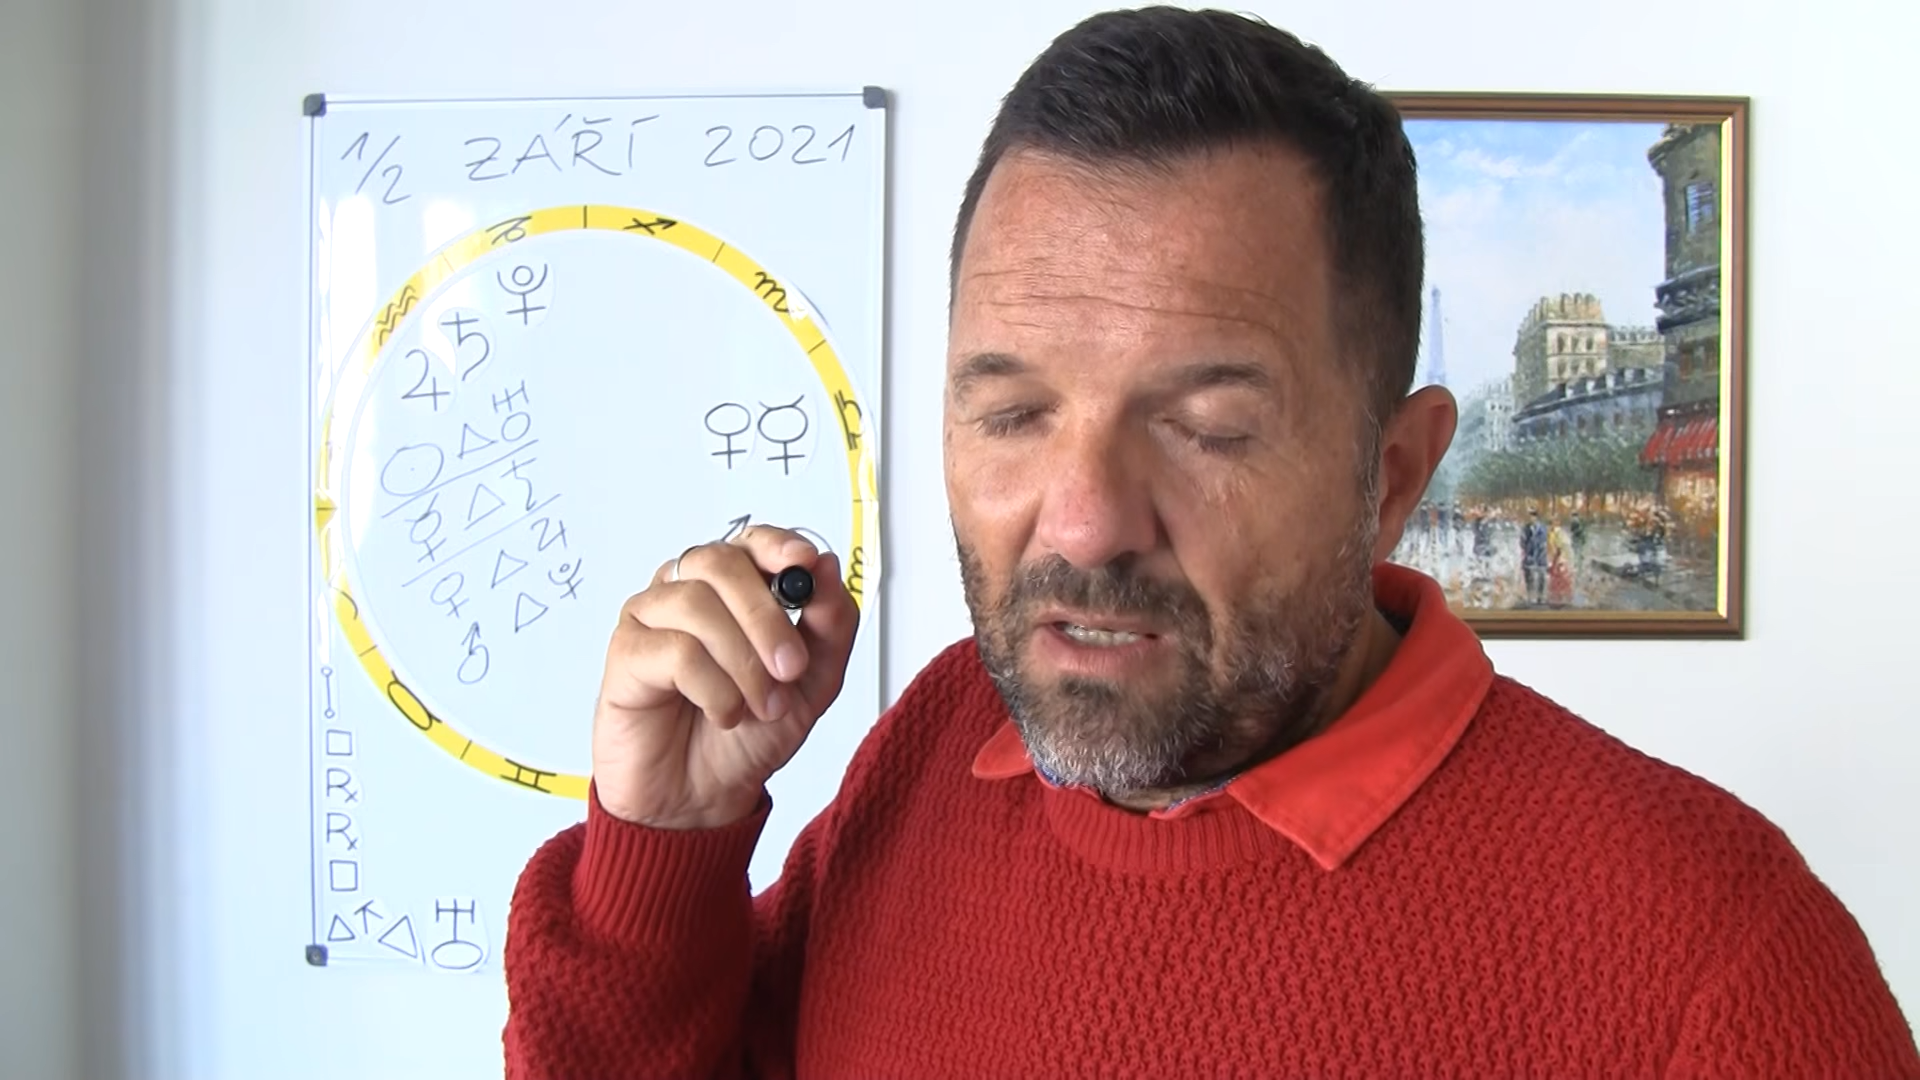 1/2 ZÁŘÍ 2021
♑ ♐
♒ ♏
♇
♃ ♄
♎
♀ ☿
☉ △ ♅
☿ △ ♄
♀ △ ♃
♂ △ ♇
♍
♉
♊
☍
□
℞
℞
□
△ △ ♅